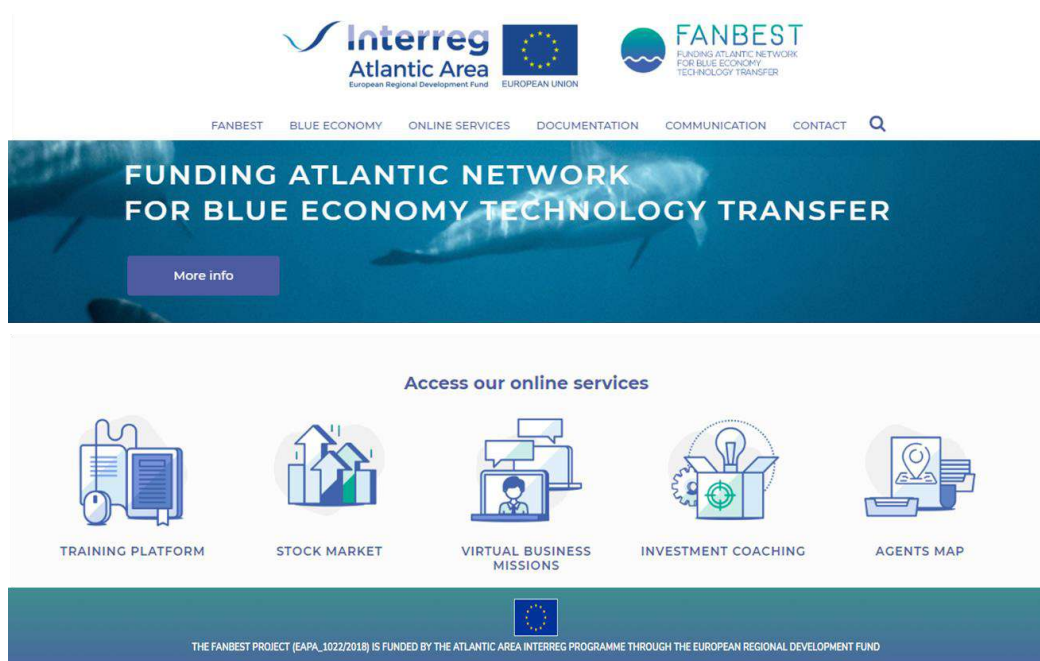 Interreg
Atlantic Area
European Regional Development Fund
EUROPEAN UNION
FANBEST
FUNDING ATLANTIC NETWORK
FOR BLUE ECONOMY
TECHNOLOGY TRANSFER
FANBEST BLUE ECONOMY ONLINE SERVICES DOCUMENTATION COMMUNICATION CONTACT
FUNDING ATLANTIC NETWORK
FOR BLUE ECONOMY TECHNOLOGY TRANSFER
More info
Access our online services
TRAINING PLATFORM
STOCK MARKET
VIRTUAL BUSINESS
MISSIONS
INVESTMENT COACHING
AGENTS MAP
THE FANBEST PROJECT (EAPA_1022/2018) IS FUNDED BY THE ATLANTIC AREA INTERREG PROGRAMME THROUGH THE EUROPEAN REGIONAL DEVELOPMENT FUND